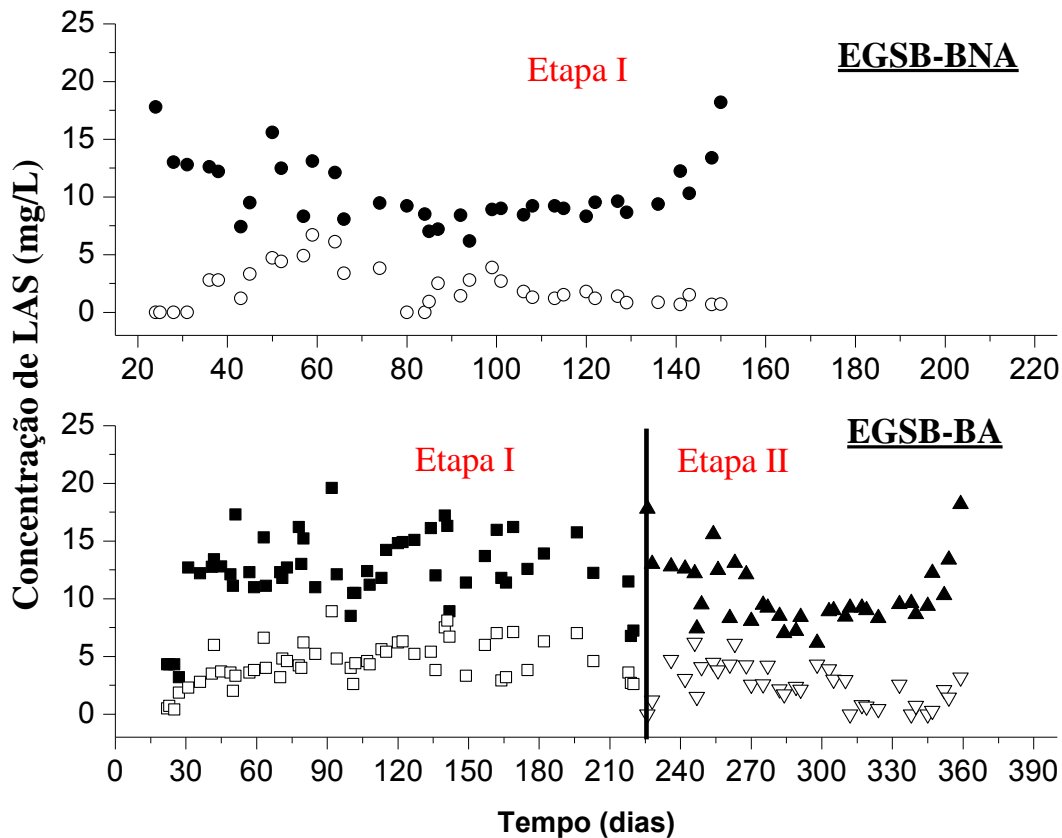 Concentração de LAS (mg/L)
25
20
15
10
5
0
EGSB-BNA
Etapa I
20 40 60 80 100 120 140 160 180 200 220
25
20
15
10
5
0
EGSB-BA
Etapa I Etapa II
0 30 60 90 120 150 180 210 240 270 300 330 360 390
Tempo (dias)